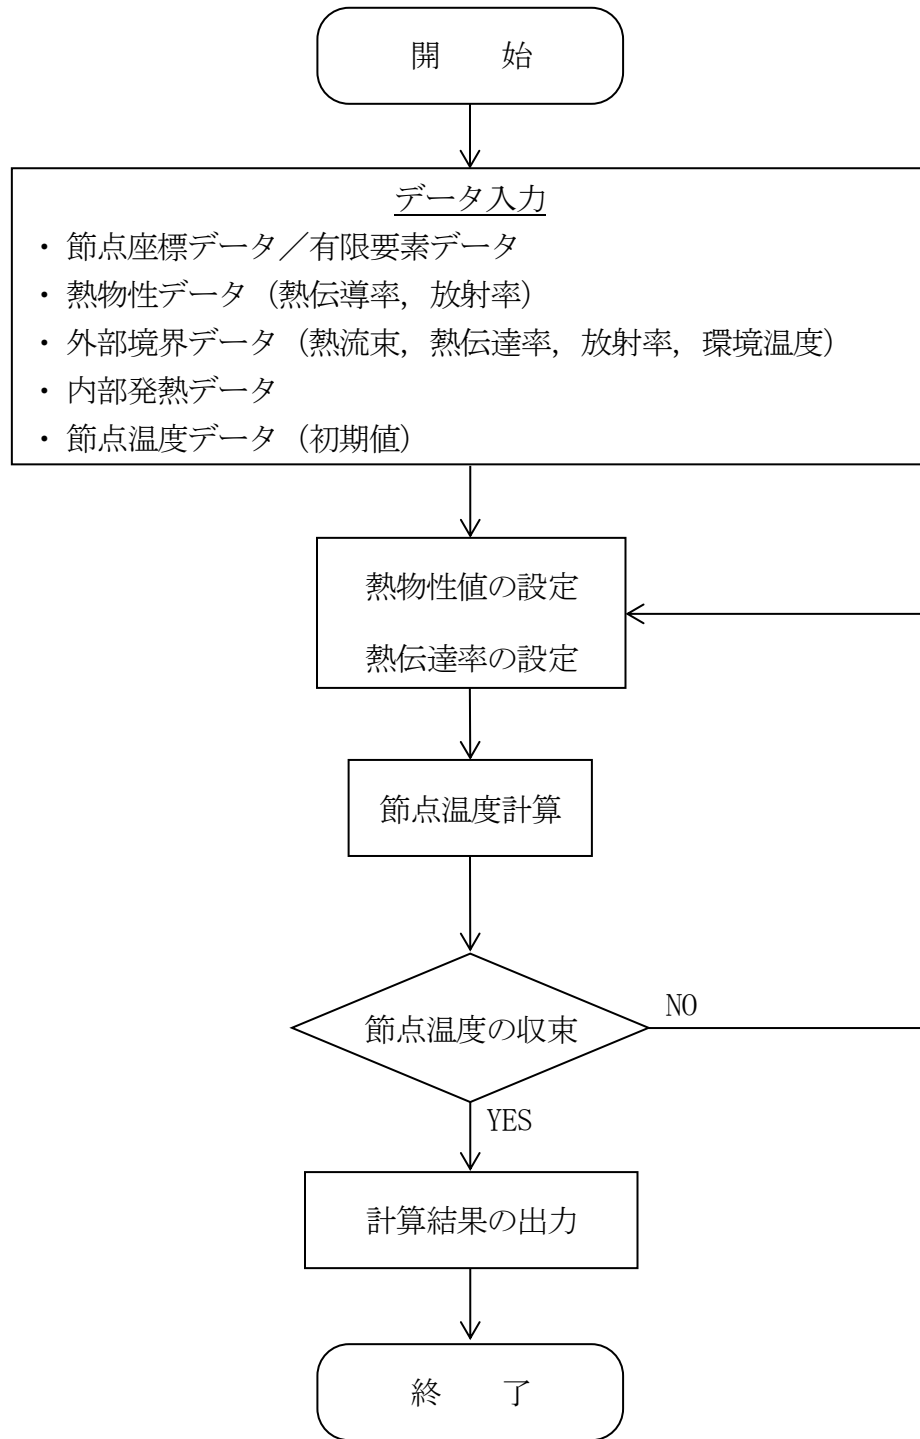 開　　始
データ入力
・ 節点座標データ／有限要素データ
・ 熱物性データ（熱伝導率，放射率）
・ 外部境界データ（熱流束，熱伝達率，放射率，環境温度）
・ 内部発熱データ
・ 節点温度データ（初期値）
熱物性値の設定
熱伝達率の設定
節点温度計算
節点温度の収束
NO
YES
計算結果の出力
終　　了